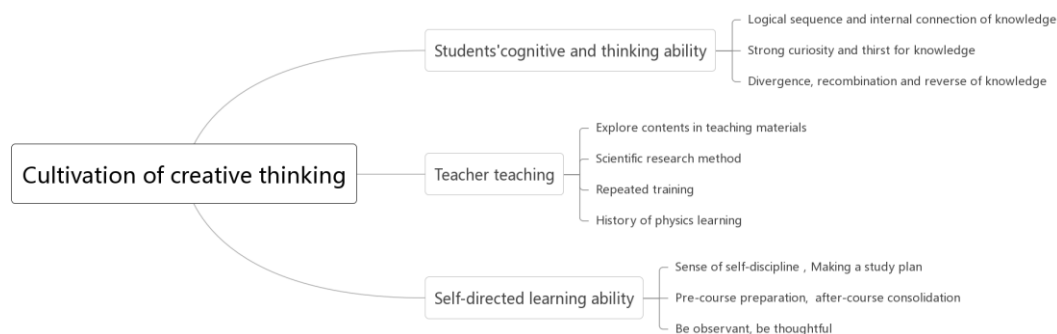 Cultivation of creative thinking
Students'cognitive and thinking ability
Logical sequence and internal connection of knowledge
Strong curiosity and thirst for knowledge
Divergence, recombination and reverse of knowledge
Teacher teaching
Explore contents in teaching materials
Scientific research method
Repeated training
History of physics learning
Self-directed learning ability
Sense of self-discipline , Making a study plan
Pre-course preparation, after-course consolidation
Be observant, be thoughtful